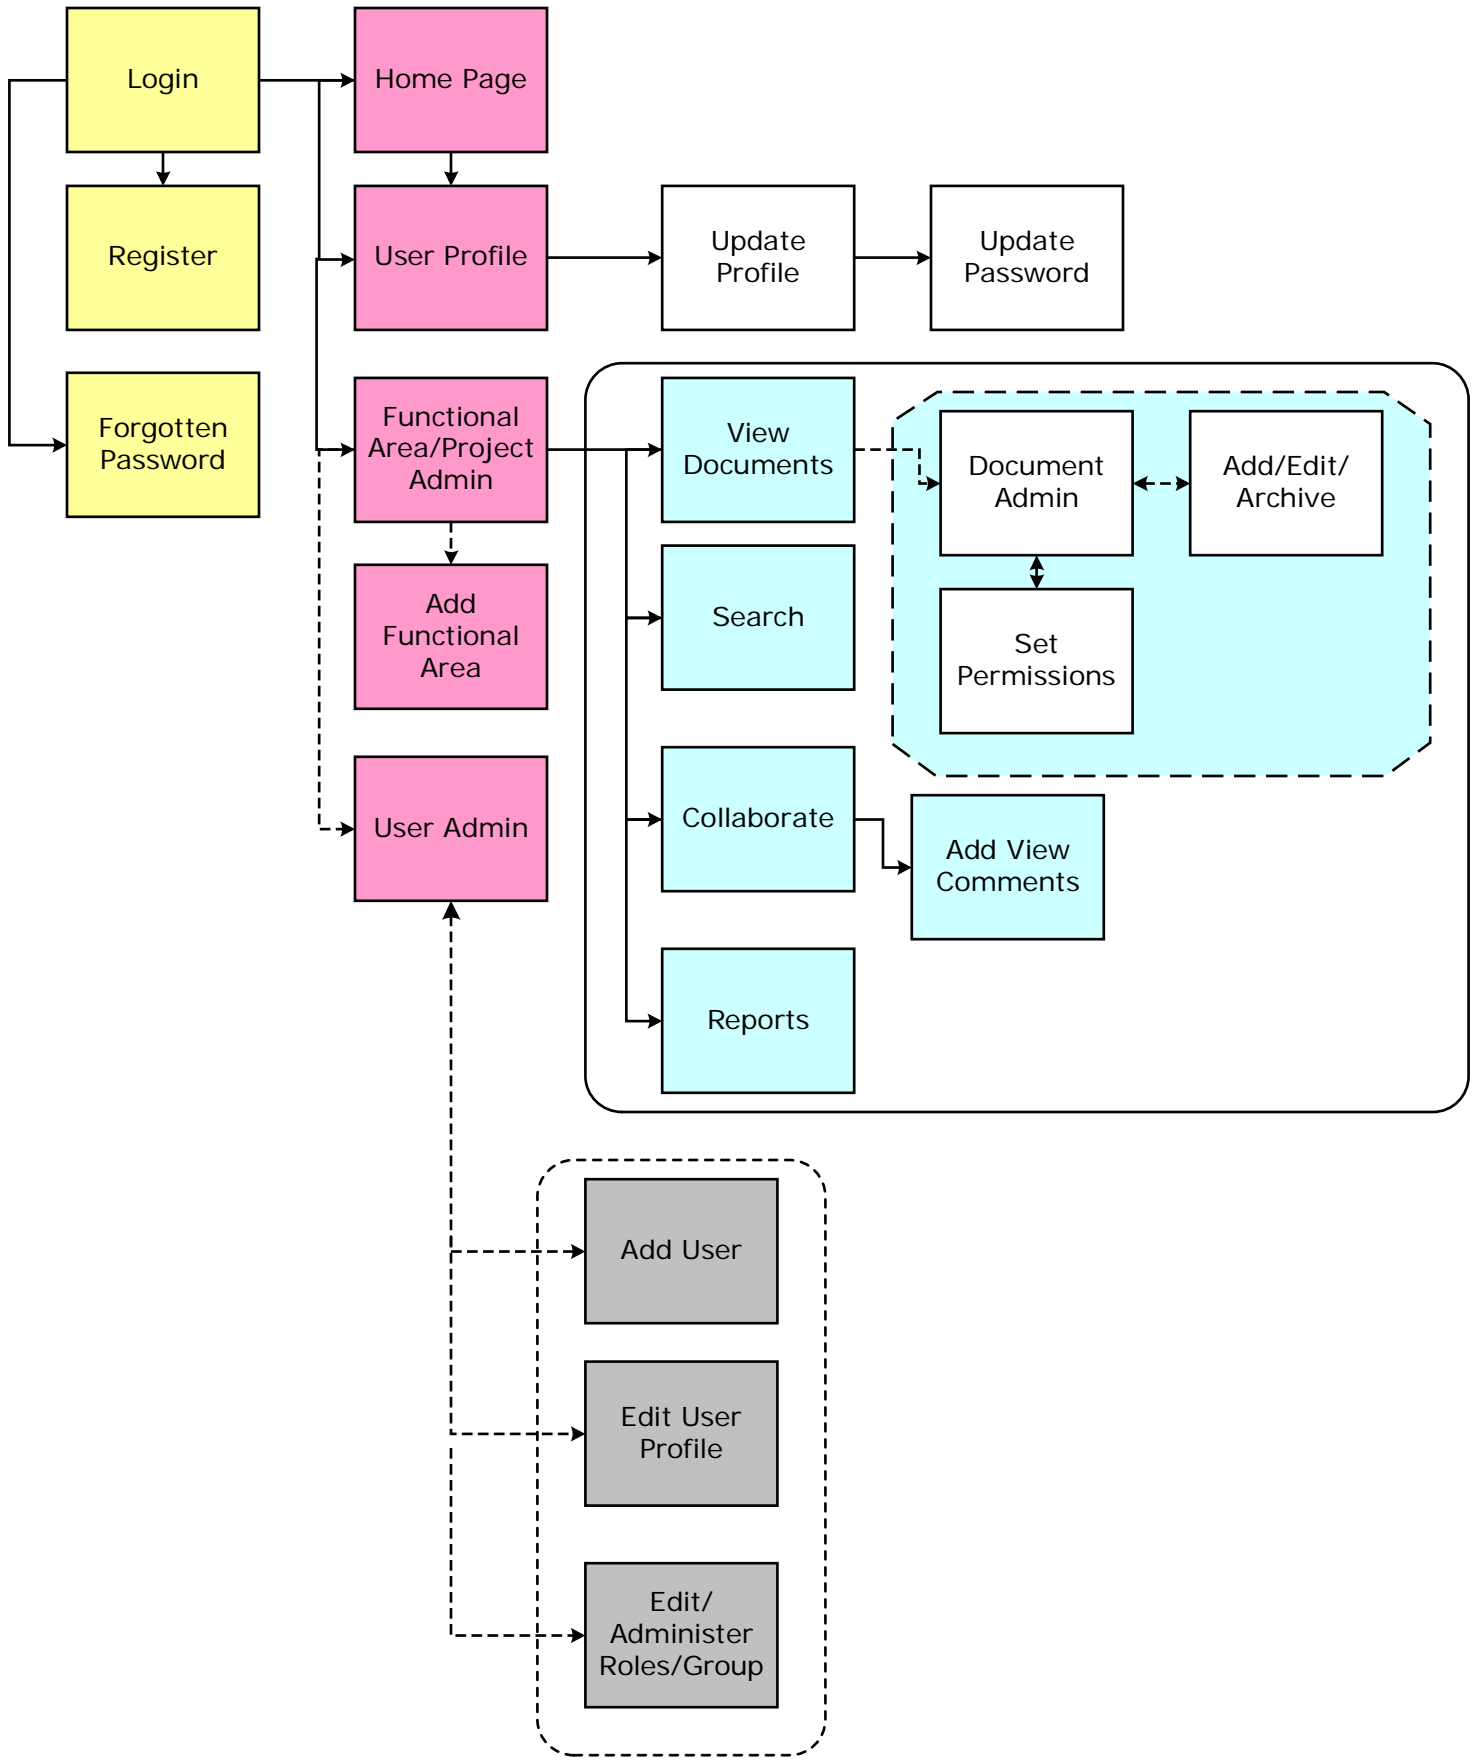 Login
Home Page
Register
User Profile
Update
Profile
Update
Password
Forgotten
Password
Functional
Area/Project
Admin
View
Documents
Document
Admin
Add/Edit/
Archive
Add
Functional
Area
Search
Set
Permissions
User Admin
Collaborate
Add View
Comments
Reports
Add User
Edit User
Profile
Edit/
Administer
Roles/Group